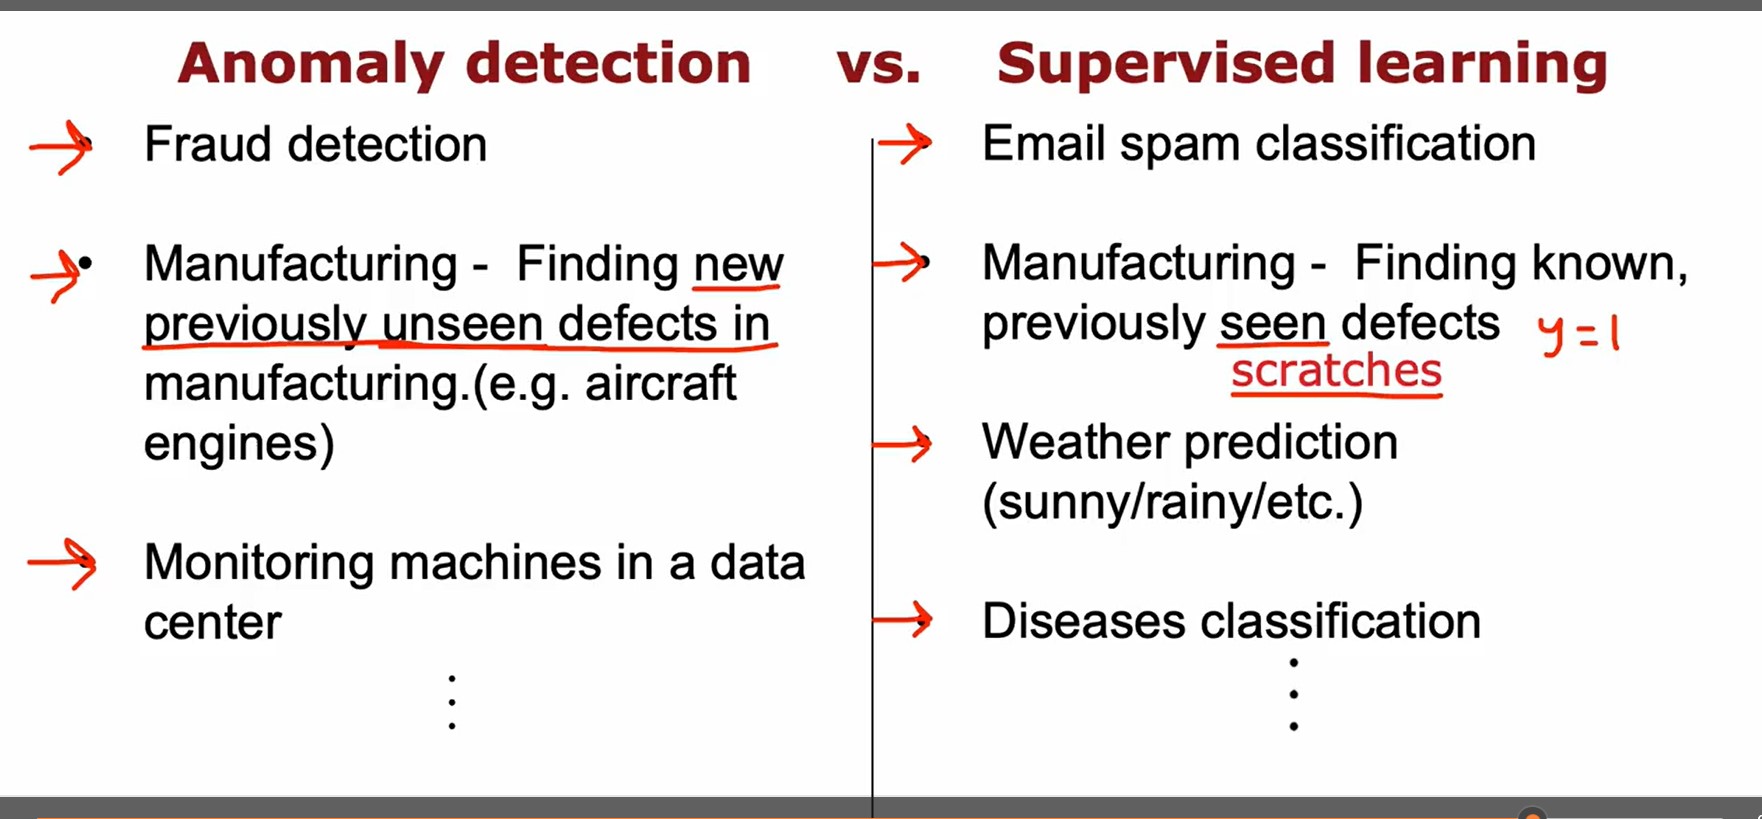 Anomaly detection vs. Supervised learning
Fraud detection
Manufacturing - Finding new
previously unseen defects in
manufacturing.(e.g. aircraft
engines)
Monitoring machines in a data
center
Email spam classification
Manufacturing - Finding known,
previously seen defects y=1
scratches
Weather prediction
(sunny/rainy/etc.)
Diseases classification